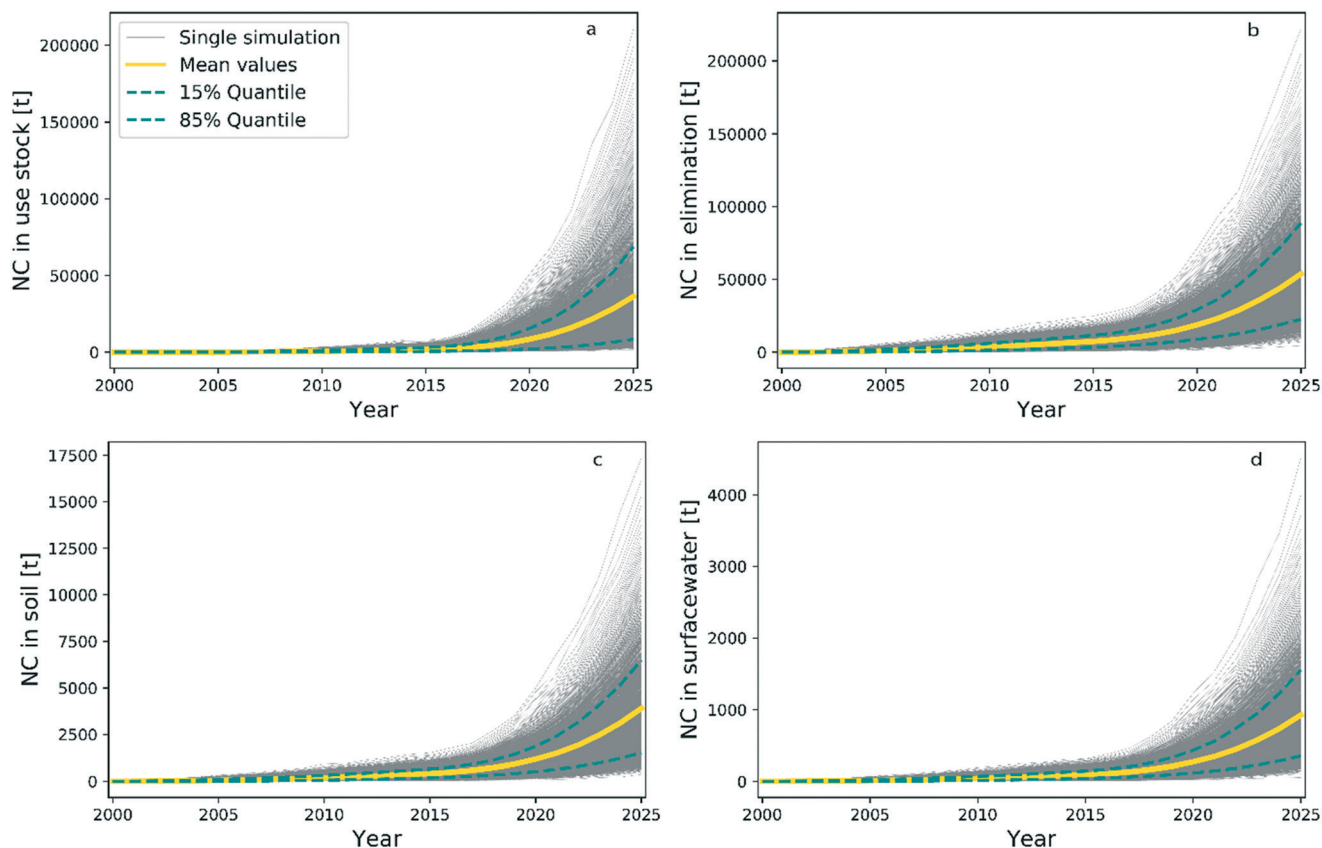 a
Single simulation
Mean values
15% Quantile
85% Quantile
NC in use stock [t]
200000
150000
100000
50000
0
2000 2005 2010 2015 2020 2025
Year
b
NC in elimination [t]
200000
150000
100000
50000
0
2000 2005 2010 2015 2020 2025
Year
c
NC in soil [t]
17500
15000
12500
10000
7500
5000
2500
0
2000 2005 2010 2015 2020 2025
Year
d
NC in surfacewater [t]
4000
3000
2000
1000
0
2000 2005 2010 2015 2020 2025
Year